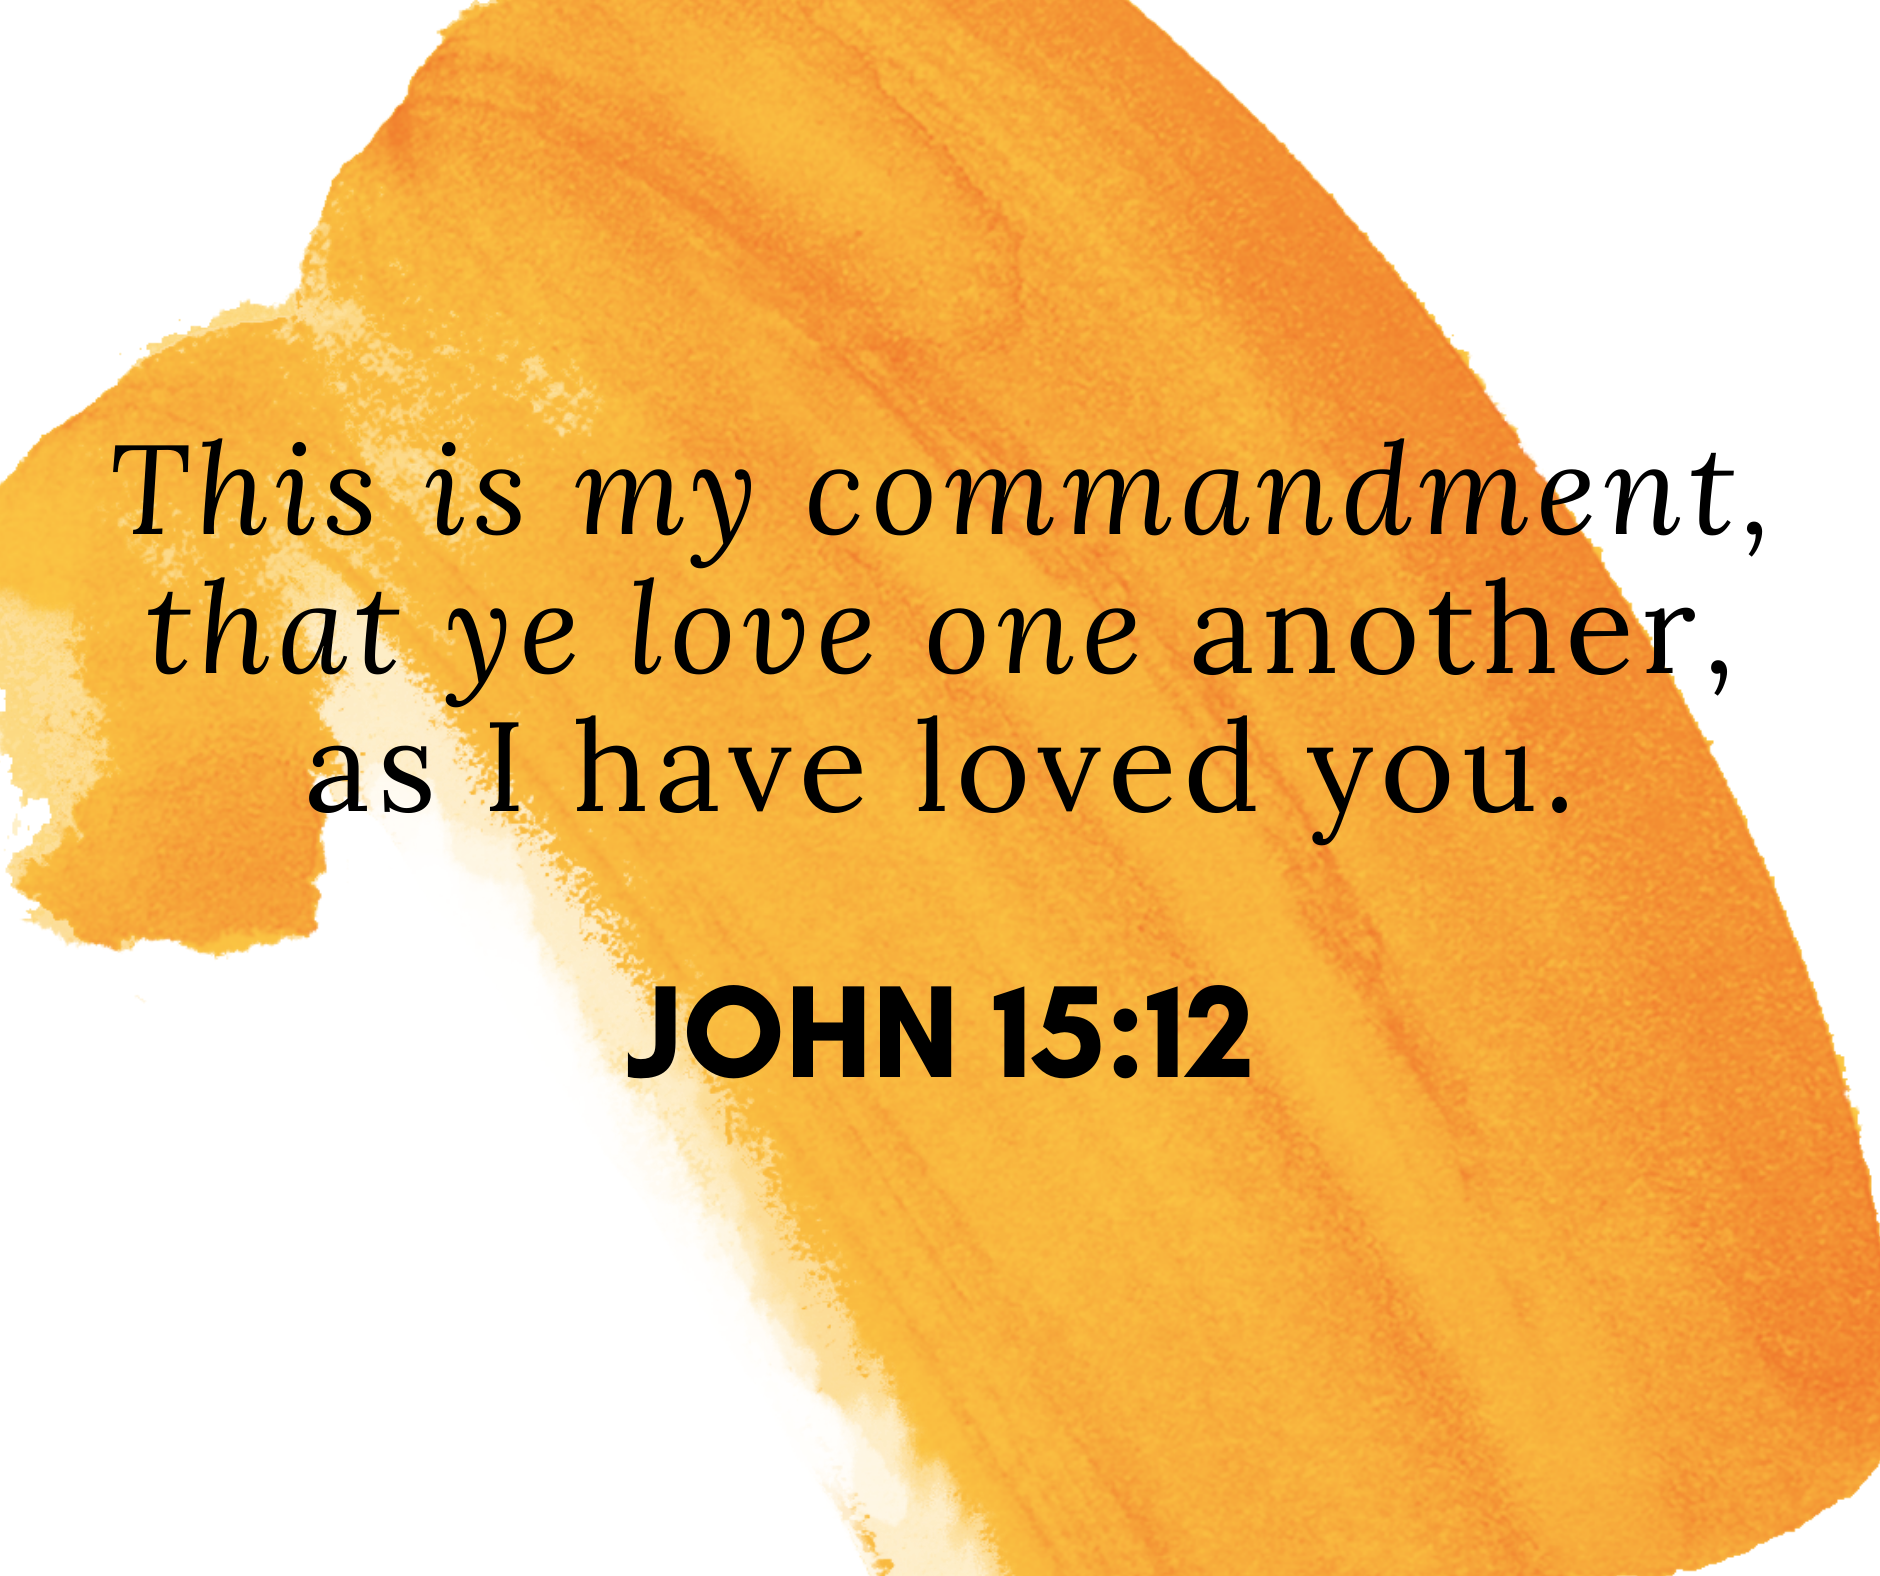 This is my commandment,
that ye love one another,
as I have loved you.
JOHN 15:12